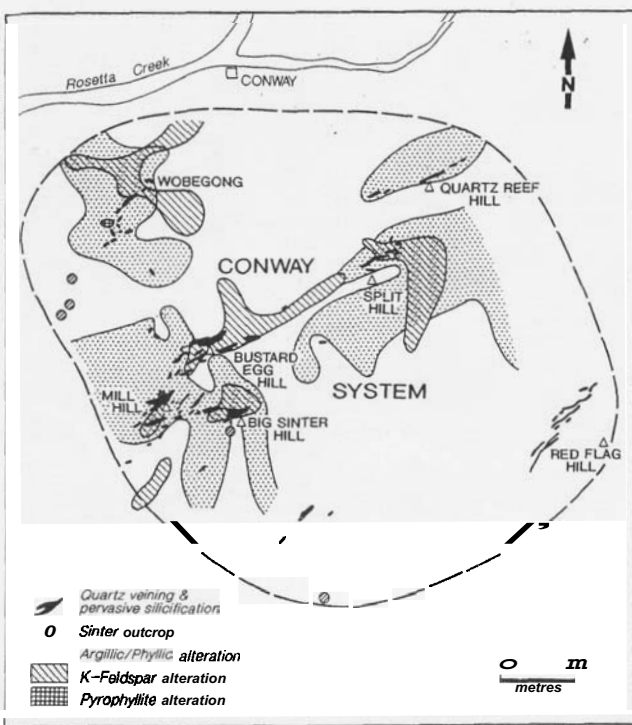 Rosetta Creek
CONWAY
N
WOBEGONG
QUARTZ REEF
HILL
CONWAY
SPLIT
HILL
BUSTARD
EGG
HILL
SYSTEM
MILL
HILL
BIG SINTER
HILL
RED FLAG
HILL
Quartz veining &
pervasive silicification
Sinter outcrop
Argillic/Phyllic alteration
K-Feldspar alteration
Pyrophyllite alteration
O m
metres